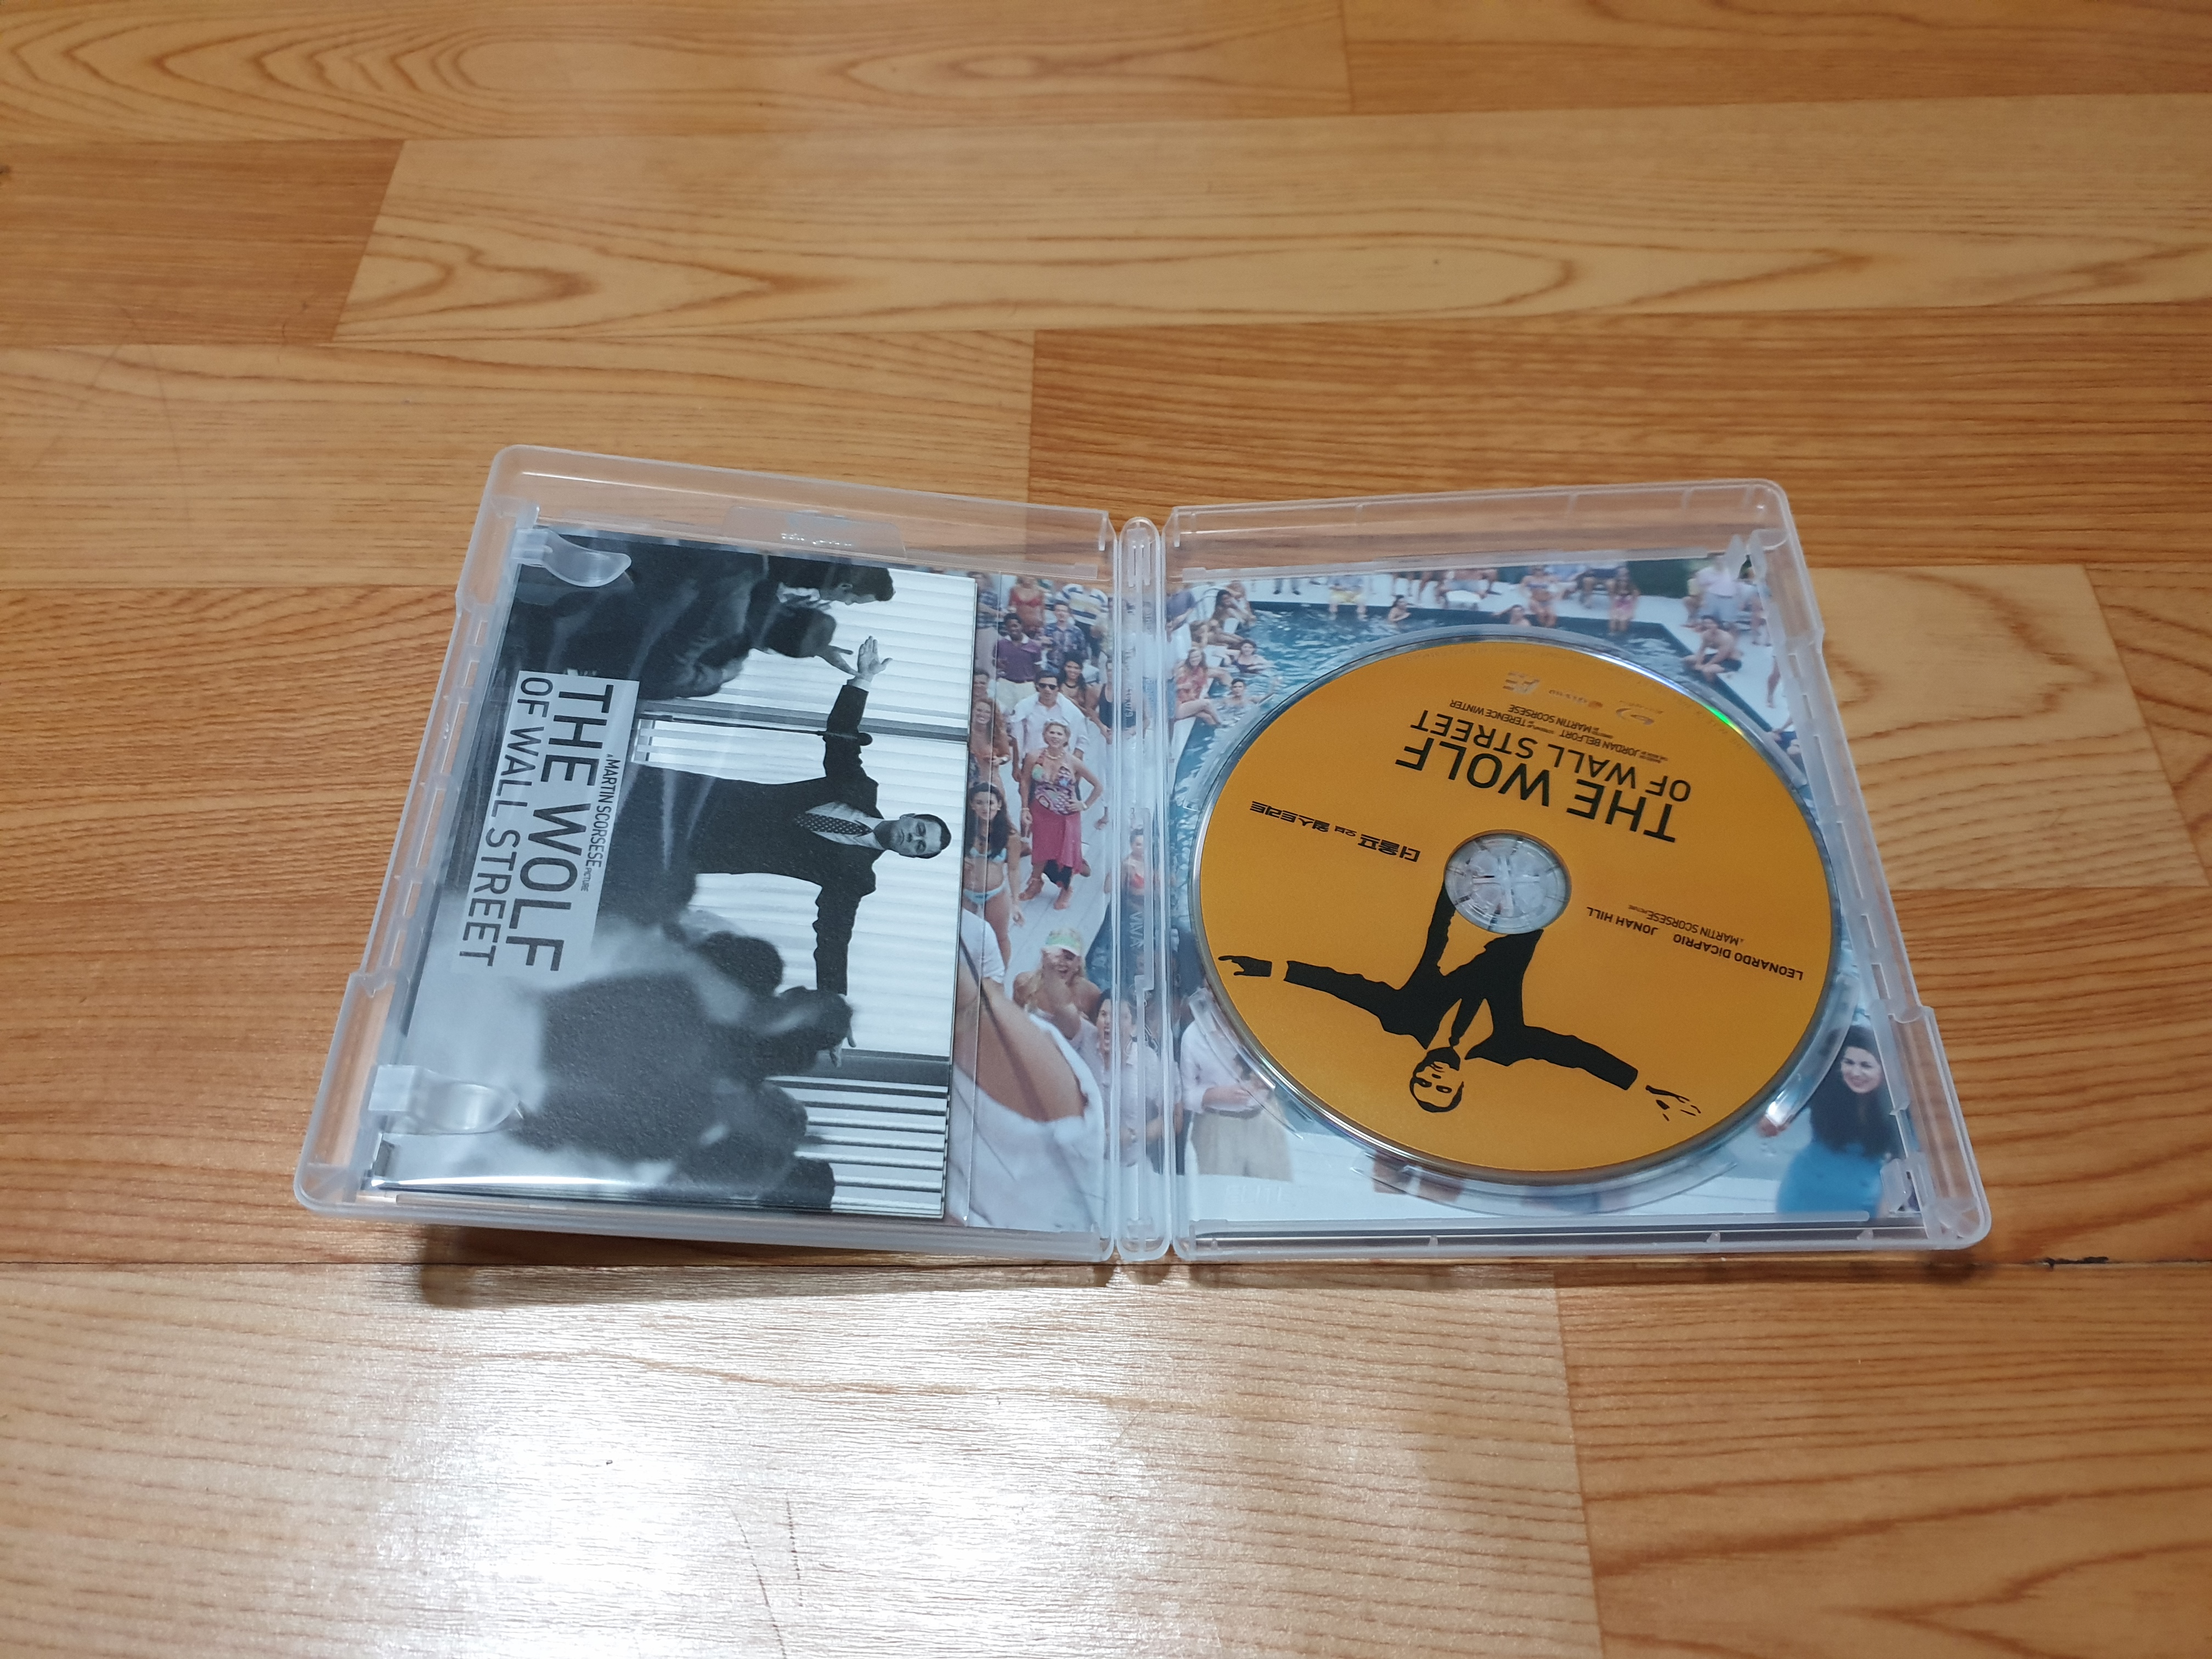 A MARTIN SCORSESE PICTURE
THE WOLF
OF WALL STREET
LEONARDO DiCAPRIO JONAH HILL
A MARTIN SCORSESE PICTURE
더 울프 오브 월 스트리트
THE WOLF
OF WALL STREET
JORDAN BELFORT
TERENCE WINTER
MARTIN SCORSESE